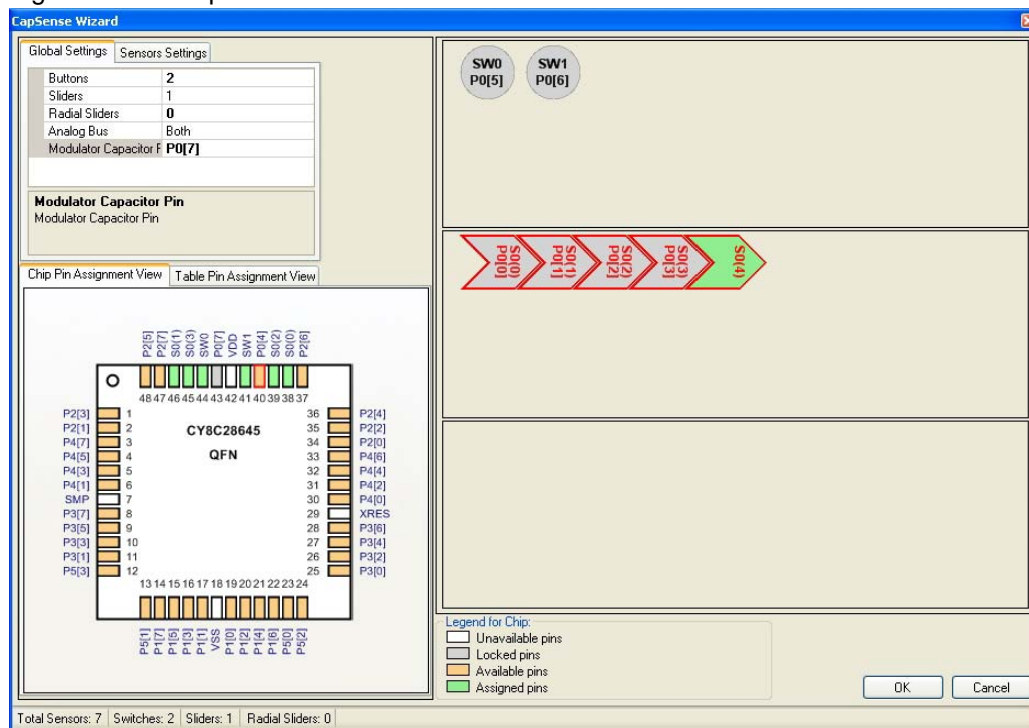 CapSense Wizard
Global Settings Sensors Settings
Buttons 2
Sliders 1
Radial Sliders 0
Analog Bus Both
Modulator Capacitor P P0[7]
Modulator Capacitor Pin
Modulator Capacitor Pin
Chip Pin Assignment View Table Pin Assignment View
P2[5] P2[7] S0(1) S0(3) SW0 P0[7] VDD SW1 P0[4] S0(2) S0(0) P2[6]
48 47 46 45 44 43 42 41 40 39 38 37
P2[3] 1 36 P2[4]
P2[1] 2 35 P2[2]
P4[7] 3 34 P2[0]
P4[5] 4 33 P4[6]
P4[3] 5 32 P4[4]
P4[1] 6 31 P4[2]
SMP 7 30 P4[0]
P3[7] 8 29 XRES
P3[5] 9 28 P3[6]
P3[3] 10 27 P3[4]
P3[1] 11 26 P3[2]
P5[3] 12 25 P3[0]
CY8C28645
QFN
13 14 15 16 17 18 19 20 21 22 23 24
P5[1] P1[7] P1[5] P1[3] P1[1] VSS P1[0] P1[2] P1[4] P1[6] P5[0] P5[2]
SW0 SW1
P0[5] P0[6]
S0(0) S0(1) S0(2) S0(3) S0(4)
P0[0] P0[1] P0[2] P0[3]
Legend for Chip:
Unavailable pins
Locked pins
Available pins
Assigned pins
OK Cancel
Total Sensors: 7 Switches: 2 Sliders: 1 Radial Sliders: 0